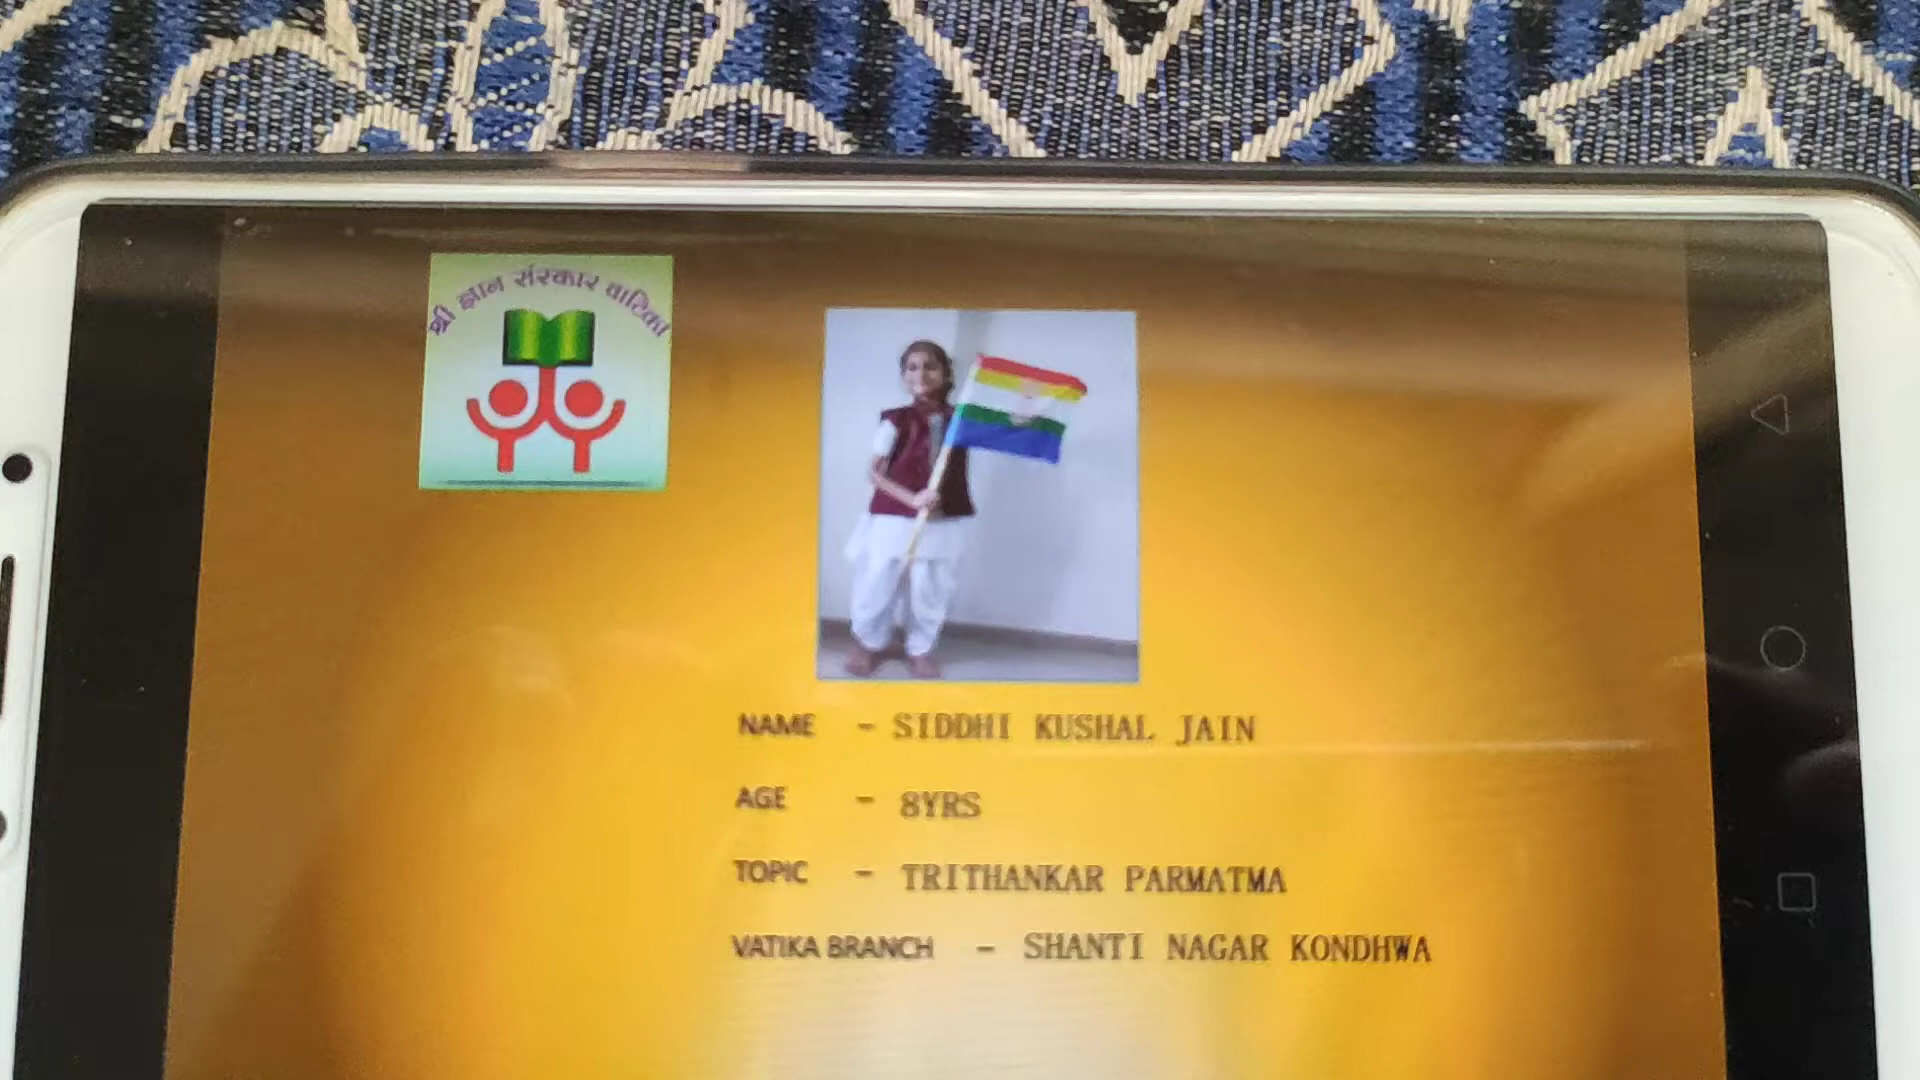 श्री ज्ञान संस्कार वाटिका
NAME - SIDDHI KUSHAL JAIN
AGE - 8YRS
TOPIC - TRITHANKAR PARMATMA
VATIKA BRANCH - SHANTI NAGAR KONDHWA